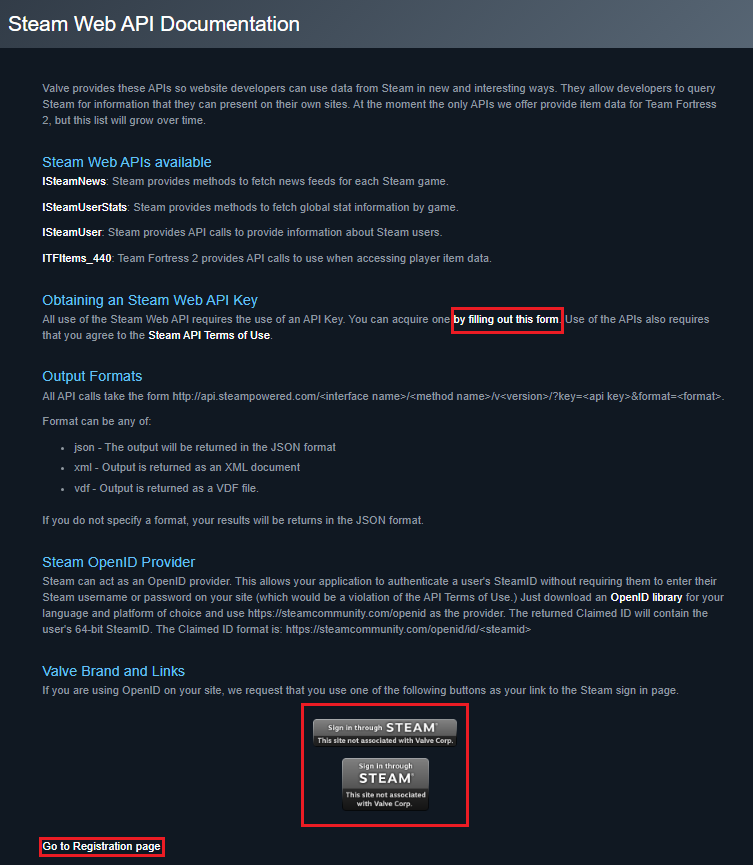 Steam Web API Documentation
Valve provides these APIs so website developers can use data from Steam in new and interesting ways. They allow developers to query
Steam for information that they can present on their own sites. At the moment the only APIs we offer provide item data for Team Fortress
2, but this list will grow over time.
Steam Web APIs available
ISteamNews: Steam provides methods to fetch news feeds for each Steam game.
ISteamUserStats: Steam provides methods to fetch global stat information by game.
ISteamUser: Steam provides API calls to provide information about Steam users.
ITFItems_440: Team Fortress 2 provides API calls to use when accessing player item data.
Obtaining an Steam Web API Key
All use of the Steam Web API requires the use of an API Key. You can acquire one by filling out this form. Use of the APIs also requires
that you agree to the Steam API Terms of Use.
Output Formats
All API calls take the form http://api.steampowered.com/<interface name>/<method name>/v<version>/?key=<api key>&format=<format>.
Format can be any of:
• json - The output will be returned in the JSON format
• xml - Output is returned as an XML document
• vdf - Output is returned as a VDF file.
If you do not specify a format, your results will be returns in the JSON format.
Steam OpenID Provider
Steam can act as an OpenID provider. This allows your application to authenticate a user's SteamID without requiring them to enter their
Steam username or password on your site (which would be a violation of the API Terms of Use.) Just download an OpenID library for your
language and platform of choice and use https://steamcommunity.com/openid as the provider. The returned Claimed ID will contain the
user's 64-bit SteamID. The Claimed ID format is: https://steamcommunity.com/openid/id/<steamid>
Valve Brand and Links
If you are using OpenID on your site, we request that you use one of the following buttons as your link to the Steam sign in page.
Sign in through STEAM®
This site not associated with Valve Corp.
Sign in through
STEAM®
This site not associated
with Valve Corp.
Go to Registration page